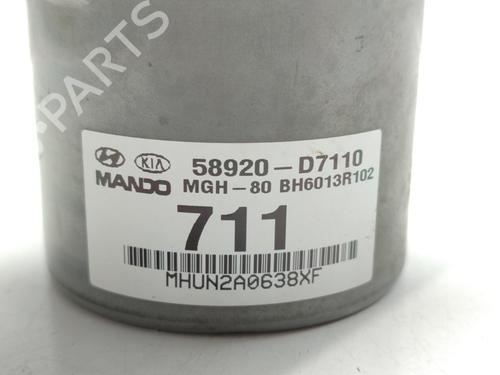 PARTS
KIA 58920-D7110
MANDO MGH-80 BH6013R102
711
MHUN2A0638XF